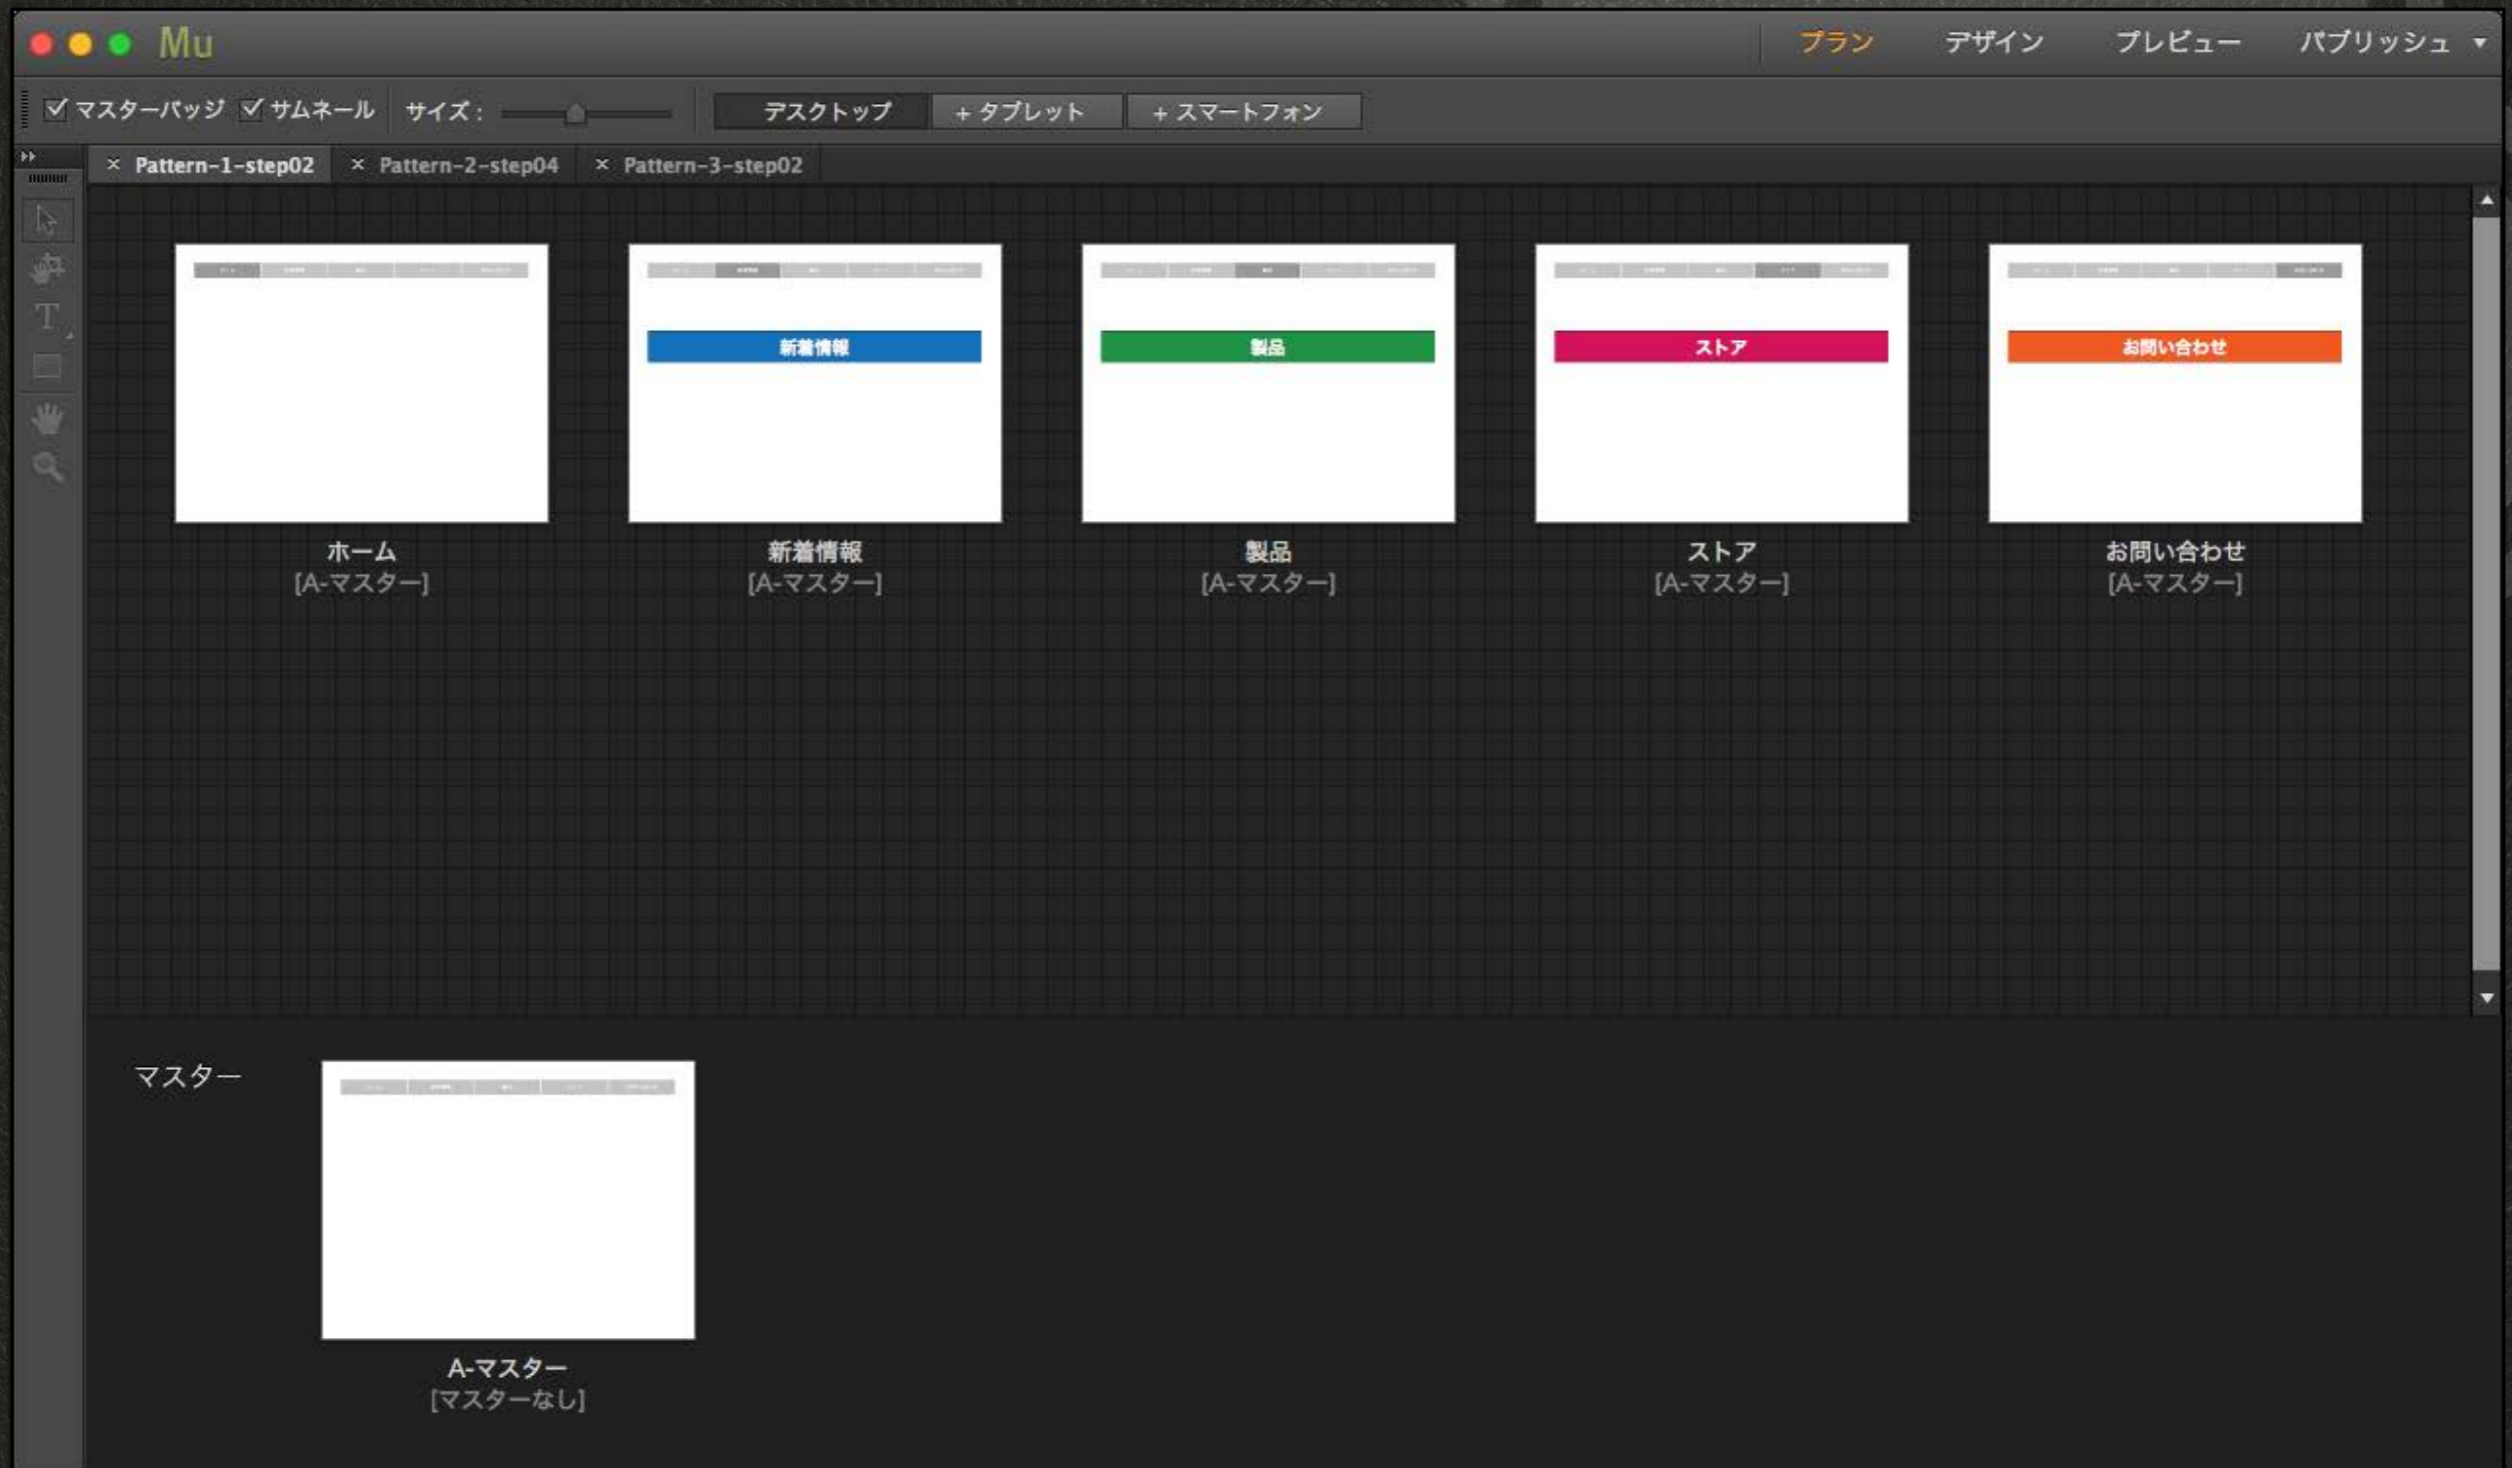 Mu
プラン デザイン プレビュー パブリッシュ
マスターバッジ サムネール サイズ : デスクトップ + タブレット + スマートフォン
× Pattern-1-step02 × Pattern-2-step04 × Pattern-3-step02
新着情報 製品 ストア お問い合わせ
ホーム 新着情報 製品 ストア お問い合わせ
[A-マスター] [A-マスター] [A-マスター] [A-マスター] [A-マスター]
マスター
A-マスター
[マスターなし]